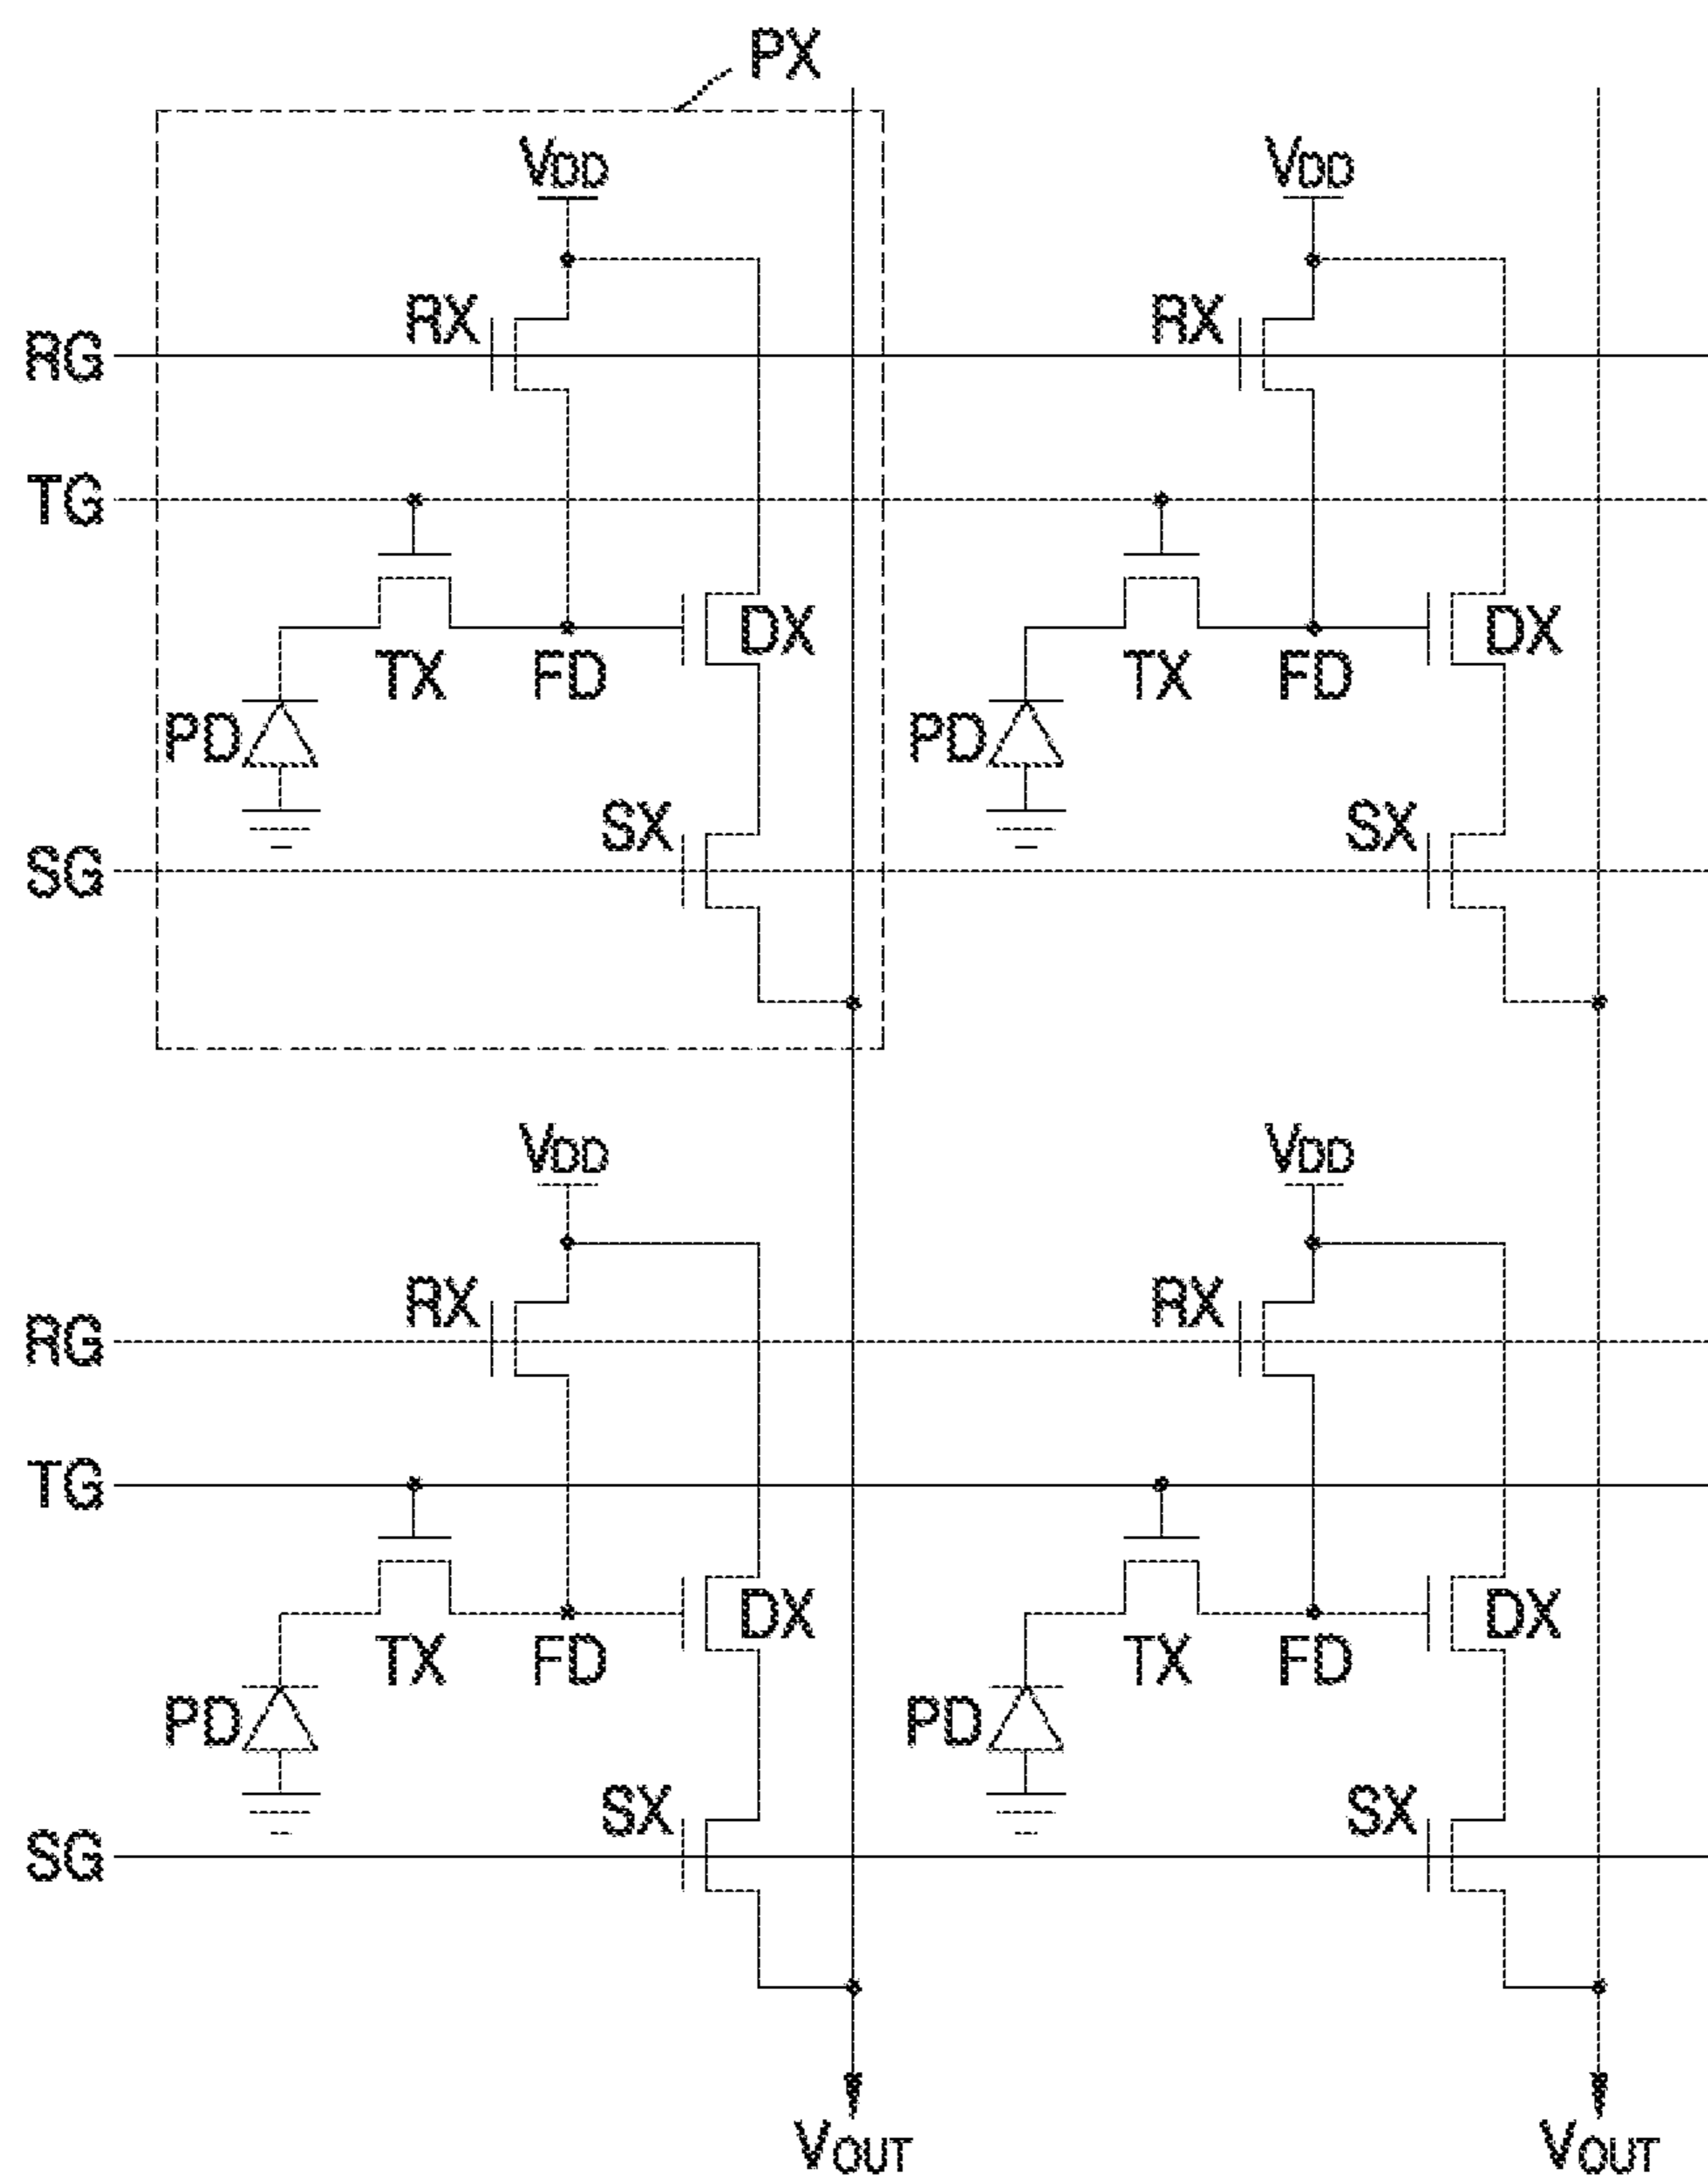 PX
VDD VDD
RX RX
RG
TG
DX DX
TX FD TX FD
PD PD
SX SX
SG
VDD VDD
RX RX
RG
TG
DX DX
TX FD TX FD
PD PD
SX SX
SG
VOUT VOUT